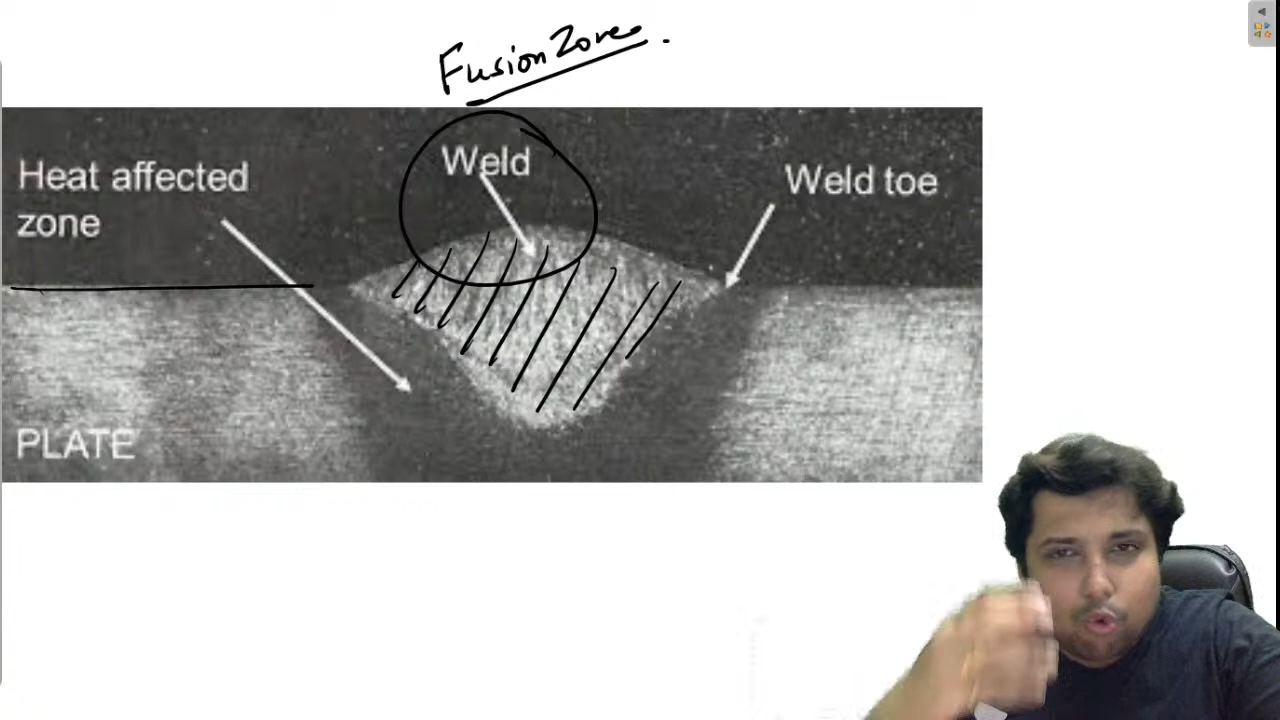 Fusion Zone.
Weld
Heat affected
zone
Weld toe
PLATE